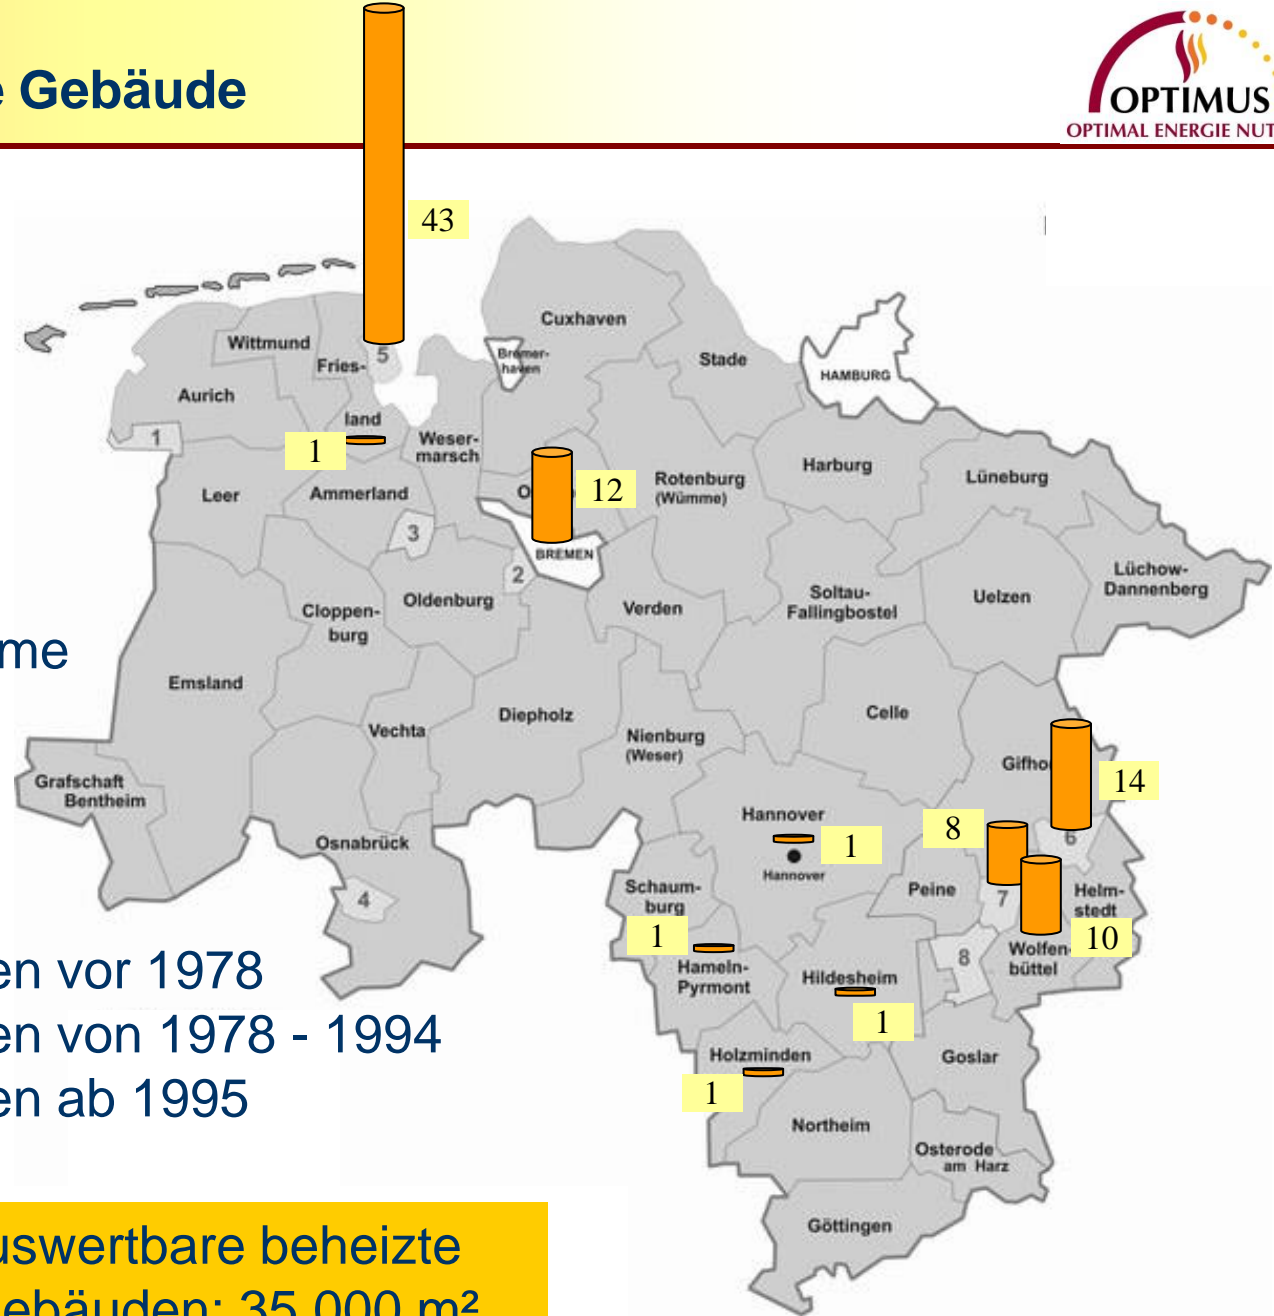 e Gebäude
OPTIMUS
OPTIMAL ENERGIE NUT
43
Cuxhaven
Wittmund
Bremer-
haven
5
Stade
Fries-
HAMBURG
Aurich
land
1
Weser-
marsch
1
Harburg
Rotenburg
(Wümme)
Lüneburg
Leer
Ammerland
12
3
BREMEN
2
Lüchow-
Dannenberg
Soltau-
Fallingbostel
Uelzen
Oldenburg
Cloppen-
burg
Verden
me
Emsland
Celle
Diepholz
Vechta
Nienburg
(Weser)
Grafschaft
Bentheim
14
Hannover
8
6
Osnabrück
1
Hannover
Schaum-
burg
Peine
7
Helm-
stedt
4
1
10
Wolfen-
büttel
8
Hameln-
Pyrmont
Hildesheim
en vor 1978
1
en von 1978 - 1994
Holzminden
Goslar
1
en ab 1995
Northeim
Osterode
am Harz
Göttingen
uswertbare beheizte
ebäuden: 35.000 m²